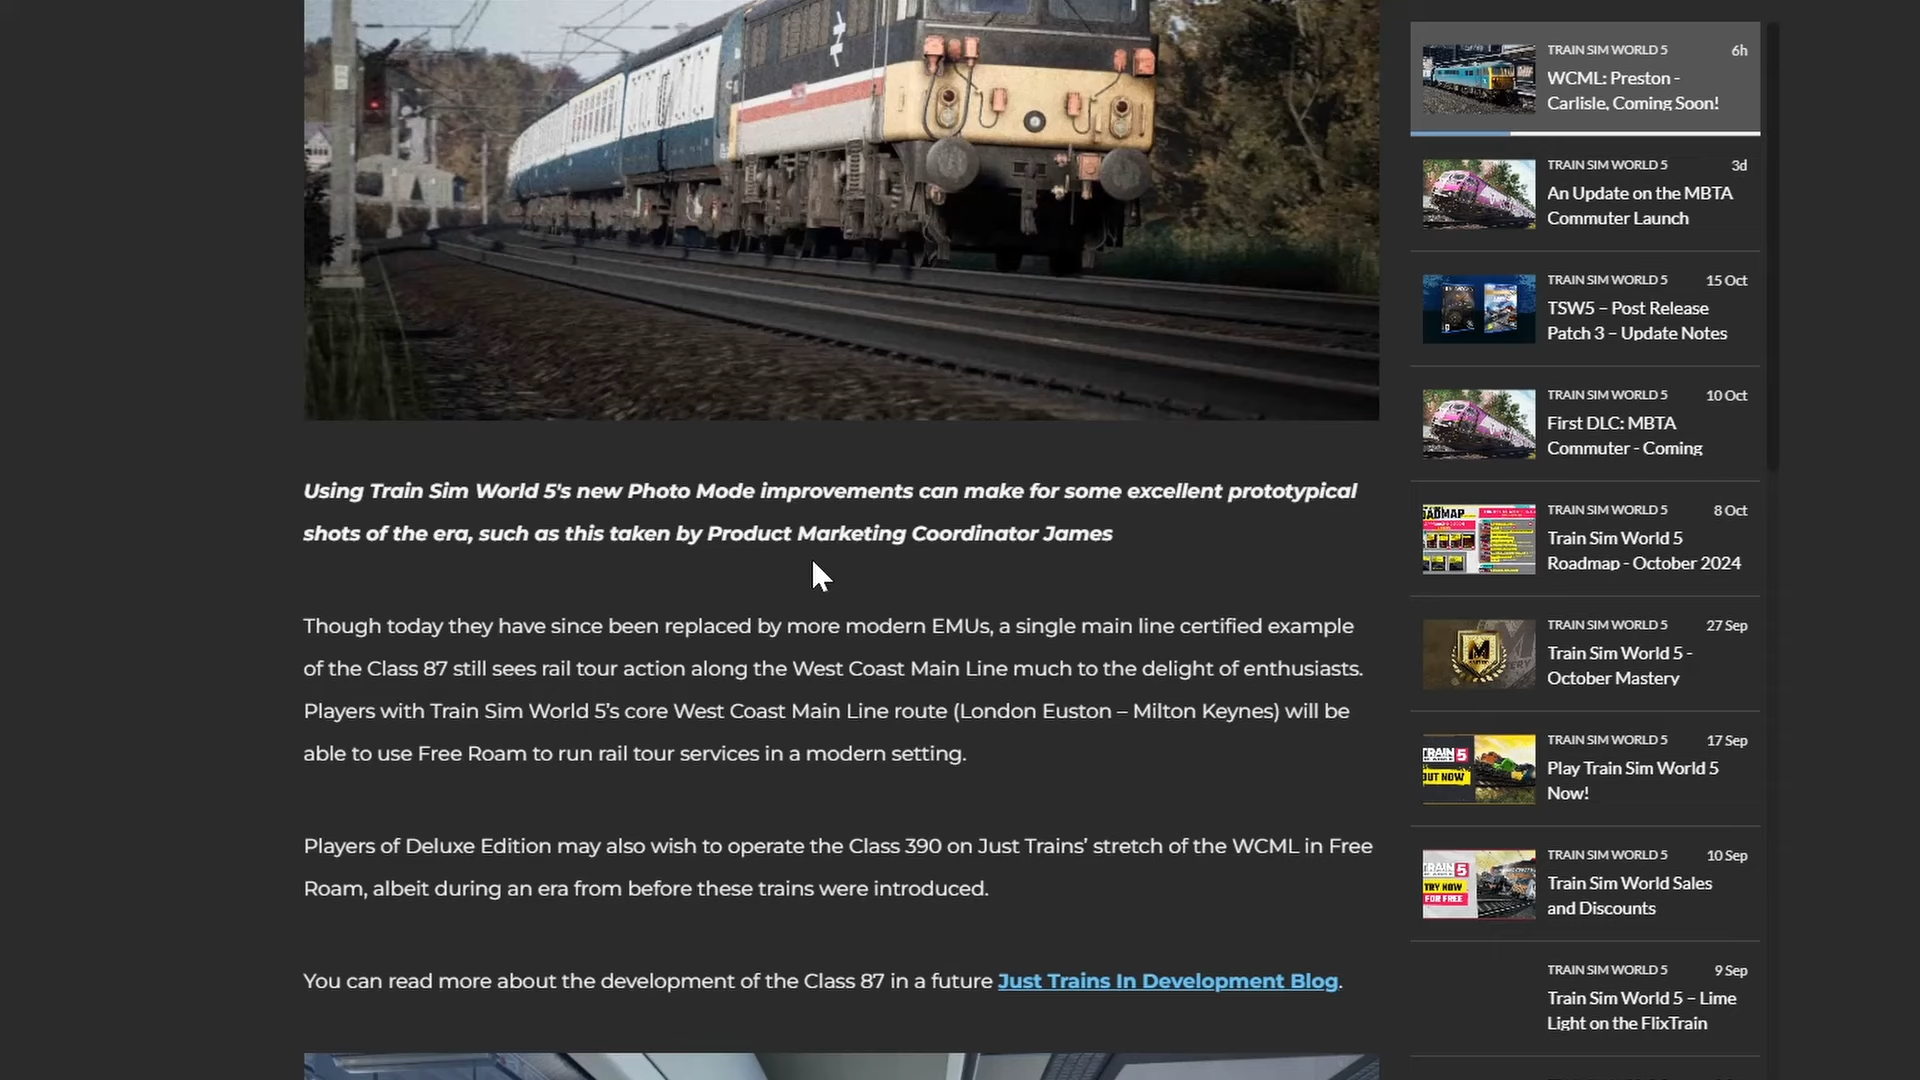 Using Train Sim World 5's new Photo Mode improvements can make for some excellent prototypical
shots of the era, such as this taken by Product Marketing Coordinator James
Though today they have since been replaced by more modern EMUs, a single main line certified example
of the Class 87 still sees rail tour action along the West Coast Main Line much to the delight of enthusiasts.
Players with Train Sim World 5’s core West Coast Main Line route (London Euston – Milton Keynes) will be
able to use Free Roam to run rail tour services in a modern setting.
Players of Deluxe Edition may also wish to operate the Class 390 on Just Trains’ stretch of the WCML in Free
Roam, albeit during an era from before these trains were introduced.
You can read more about the development of the Class 87 in a future Just Trains In Development Blog.
TRAIN SIM WORLD 5 6h
WCML: Preston -
Carlisle, Coming Soon!
TRAIN SIM WORLD 5 3d
An Update on the MBTA
Commuter Launch
TRAIN SIM WORLD 5 15 Oct
TSW5 – Post Release
Patch 3 – Update Notes
TRAIN SIM WORLD 5 10 Oct
First DLC: MBTA
Commuter - Coming
ROADMAP
TRAIN SIM WORLD 5 8 Oct
Train Sim World 5
Roadmap - October 2024
M
TRAIN SIM WORLD 5 27 Sep
Train Sim World 5 -
October Mastery
TRAIN 5
OUT NOW
TRAIN SIM WORLD 5 17 Sep
Play Train Sim World 5
Now!
TRAIN 5
TRY NOW
FOR FREE
TRAIN SIM WORLD 5 10 Sep
Train Sim World Sales
and Discounts
TRAIN SIM WORLD 5 9 Sep
Train Sim World 5 – Lime
Light on the FlixTrain